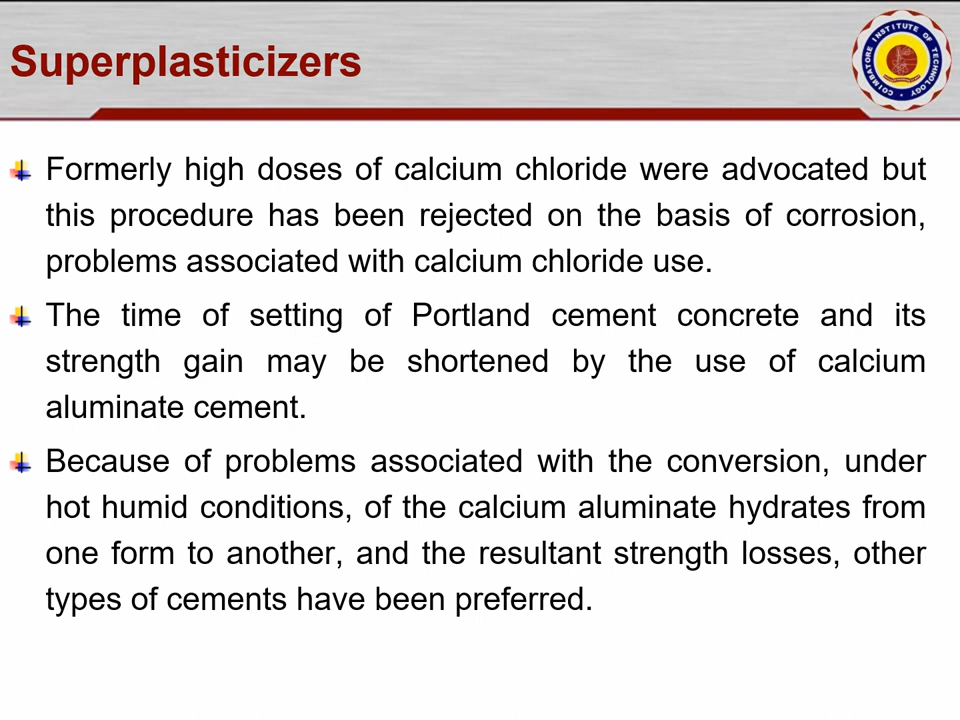 Superplasticizers
COIMBATORE INSTITUTE OF TECHNOLOGY
Formerly high doses of calcium chloride were advocated but
this procedure has been rejected on the basis of corrosion,
problems associated with calcium chloride use.
The time of setting of Portland cement concrete and its
strength gain may be shortened by the use of calcium
aluminate cement.
Because of problems associated with the conversion, under
hot humid conditions, of the calcium aluminate hydrates from
one form to another, and the resultant strength losses, other
types of cements have been preferred.